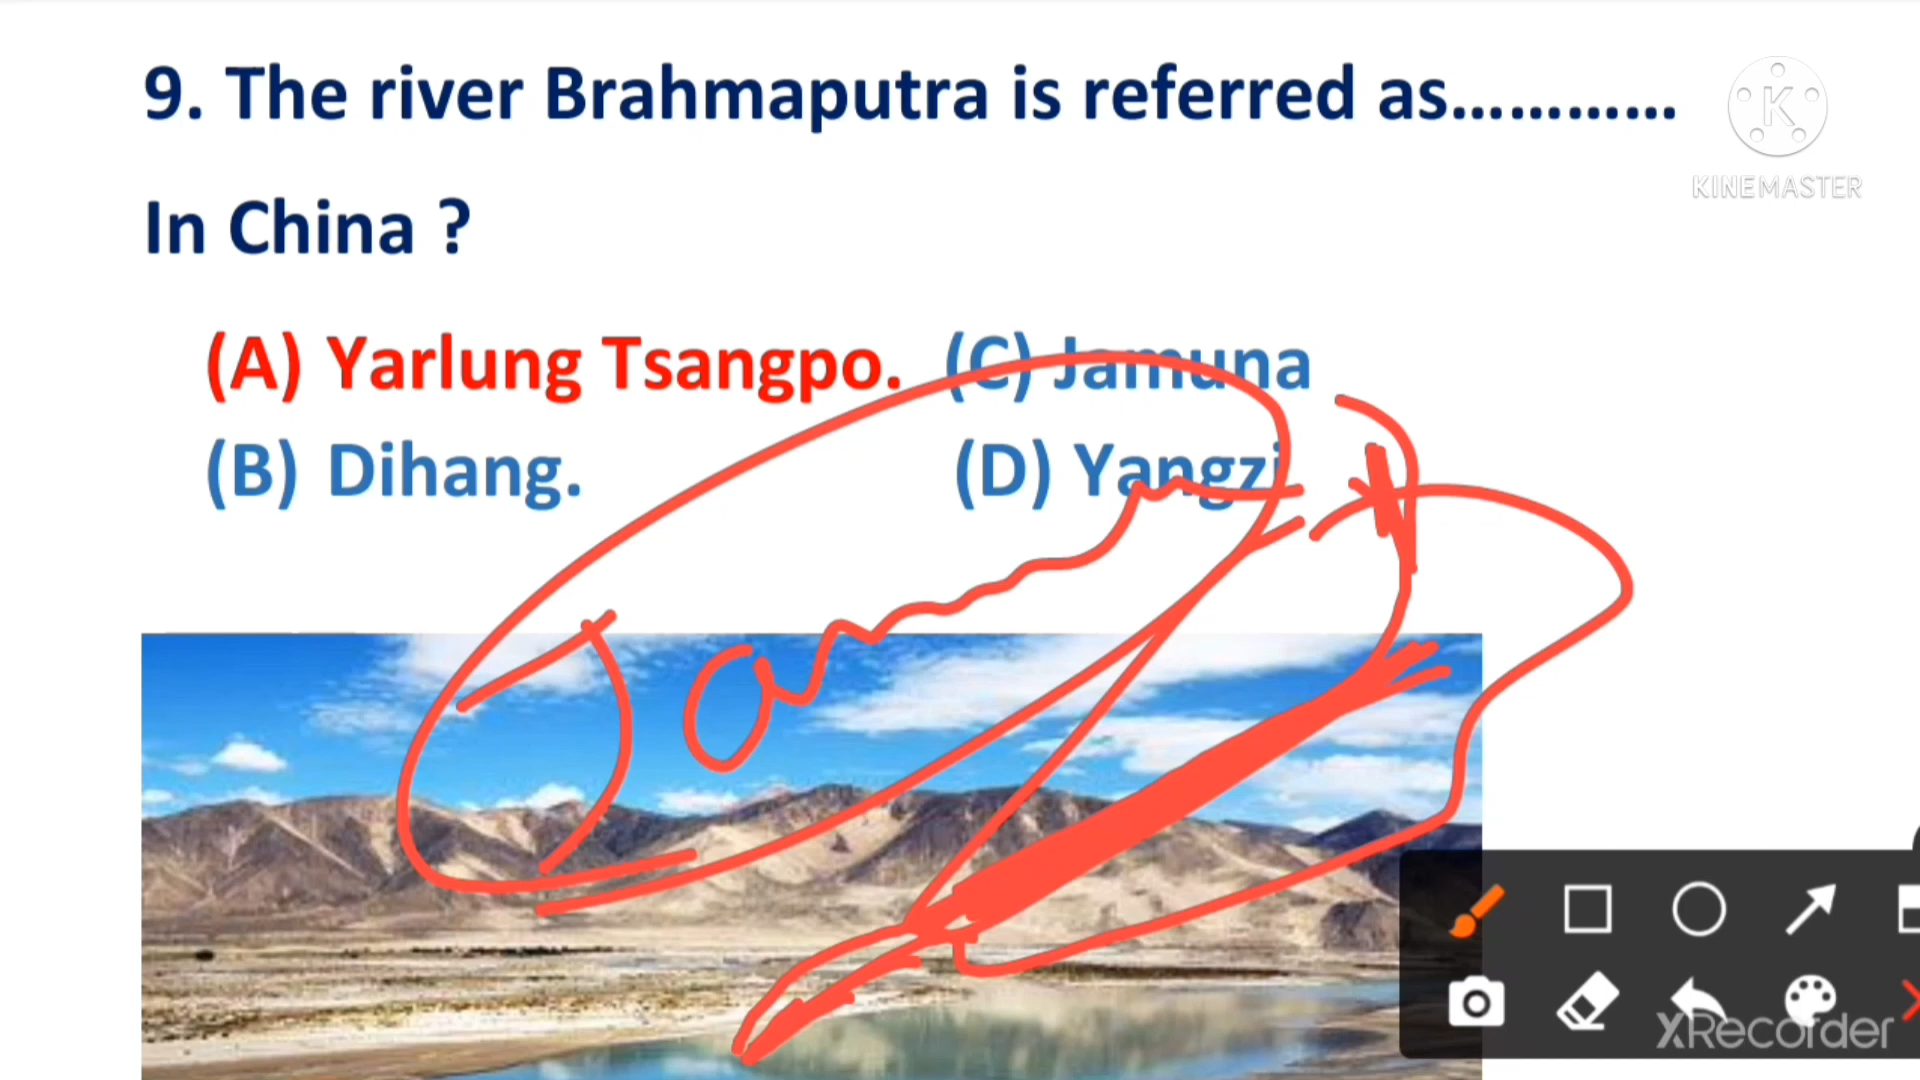 9. The river Brahmaputra is referred as............
In China ?
(A) Yarlung Tsangpo. (C) Jamuna
(B) Dihang. (D) Yangzi
KINEMASTER
XRecorder